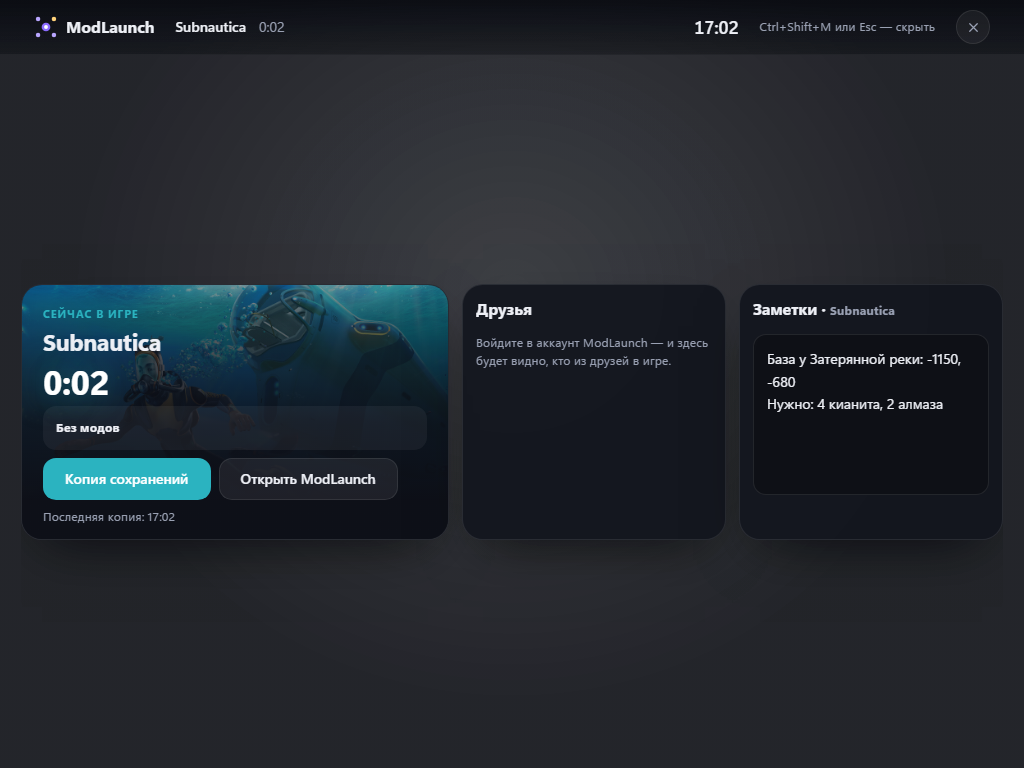 ModLaunch Subnautica 0:02 17:02 Ctrl+Shift+M или Esc — скрыть
СЕЙЧАС В ИГРЕ
Subnautica
0:02
Без модов
Копия сохранений Открыть ModLaunch
Последняя копия: 17:02
Друзья
Войдите в аккаунт ModLaunch — и здесь
будет видно, кто из друзей в игре.
Заметки • Subnautica
База у Затерянной реки: -1150,
-680
Нужно: 4 кианита, 2 алмаза